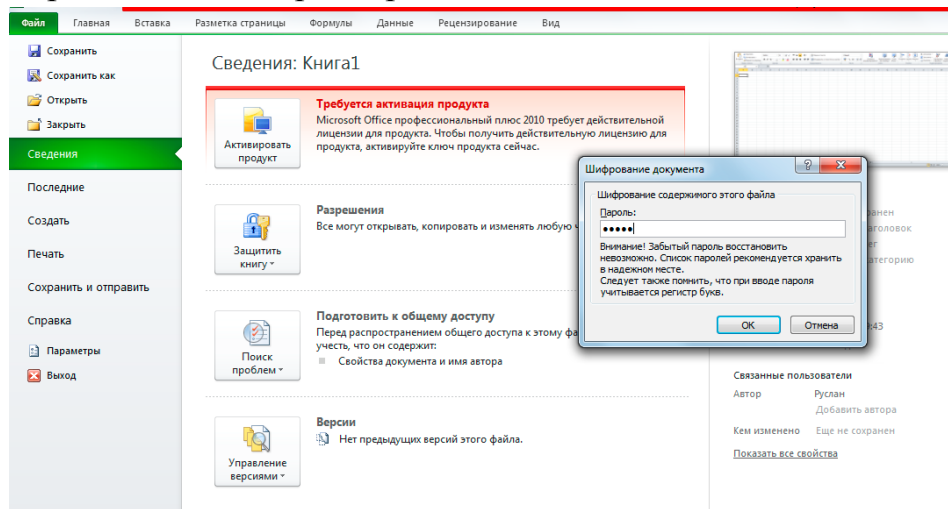 Файл Главная Вставка Разметка страницы Формулы Данные Рецензирование Вид
Сохранить
Сохранить как
Открыть
Закрыть
Сведения
Последние
Создать
Печать
Сохранить и отправить
Справка
Параметры
Выход
Сведения: Книга1
Активировать
продукт
Требуется активация продукта
Microsoft Office профессиональный плюс 2010 требует действительной
лицензии для продукта. Чтобы получить действительную лицензию для
продукта, активируйте ключ продукта сейчас.
Защитить
книгу
Разрешения
Все могут открывать, копировать и изменять любую
Поиск
проблем
Подготовить к общему доступу
Перед распространением общего доступа к этому
учесть, что он содержит:
Свойства документа и имя автора
Управление
версиями
Версии
Нет предыдущих версий этого файла.
Шифрование документа
Шифрование содержимого этого файла
Пароль:
Внимание! Забытый пароль восстановить
невозможно. Список паролей рекомендуется хранить
в надежном месте.
Следует также помнить, что при вводе пароля
учитывается регистр букв.
ОК Отмена
:43
Связанные пользователи
Автор Руслан
Добавить автора
Кем изменено Еще не сохранен
Показать все свойства